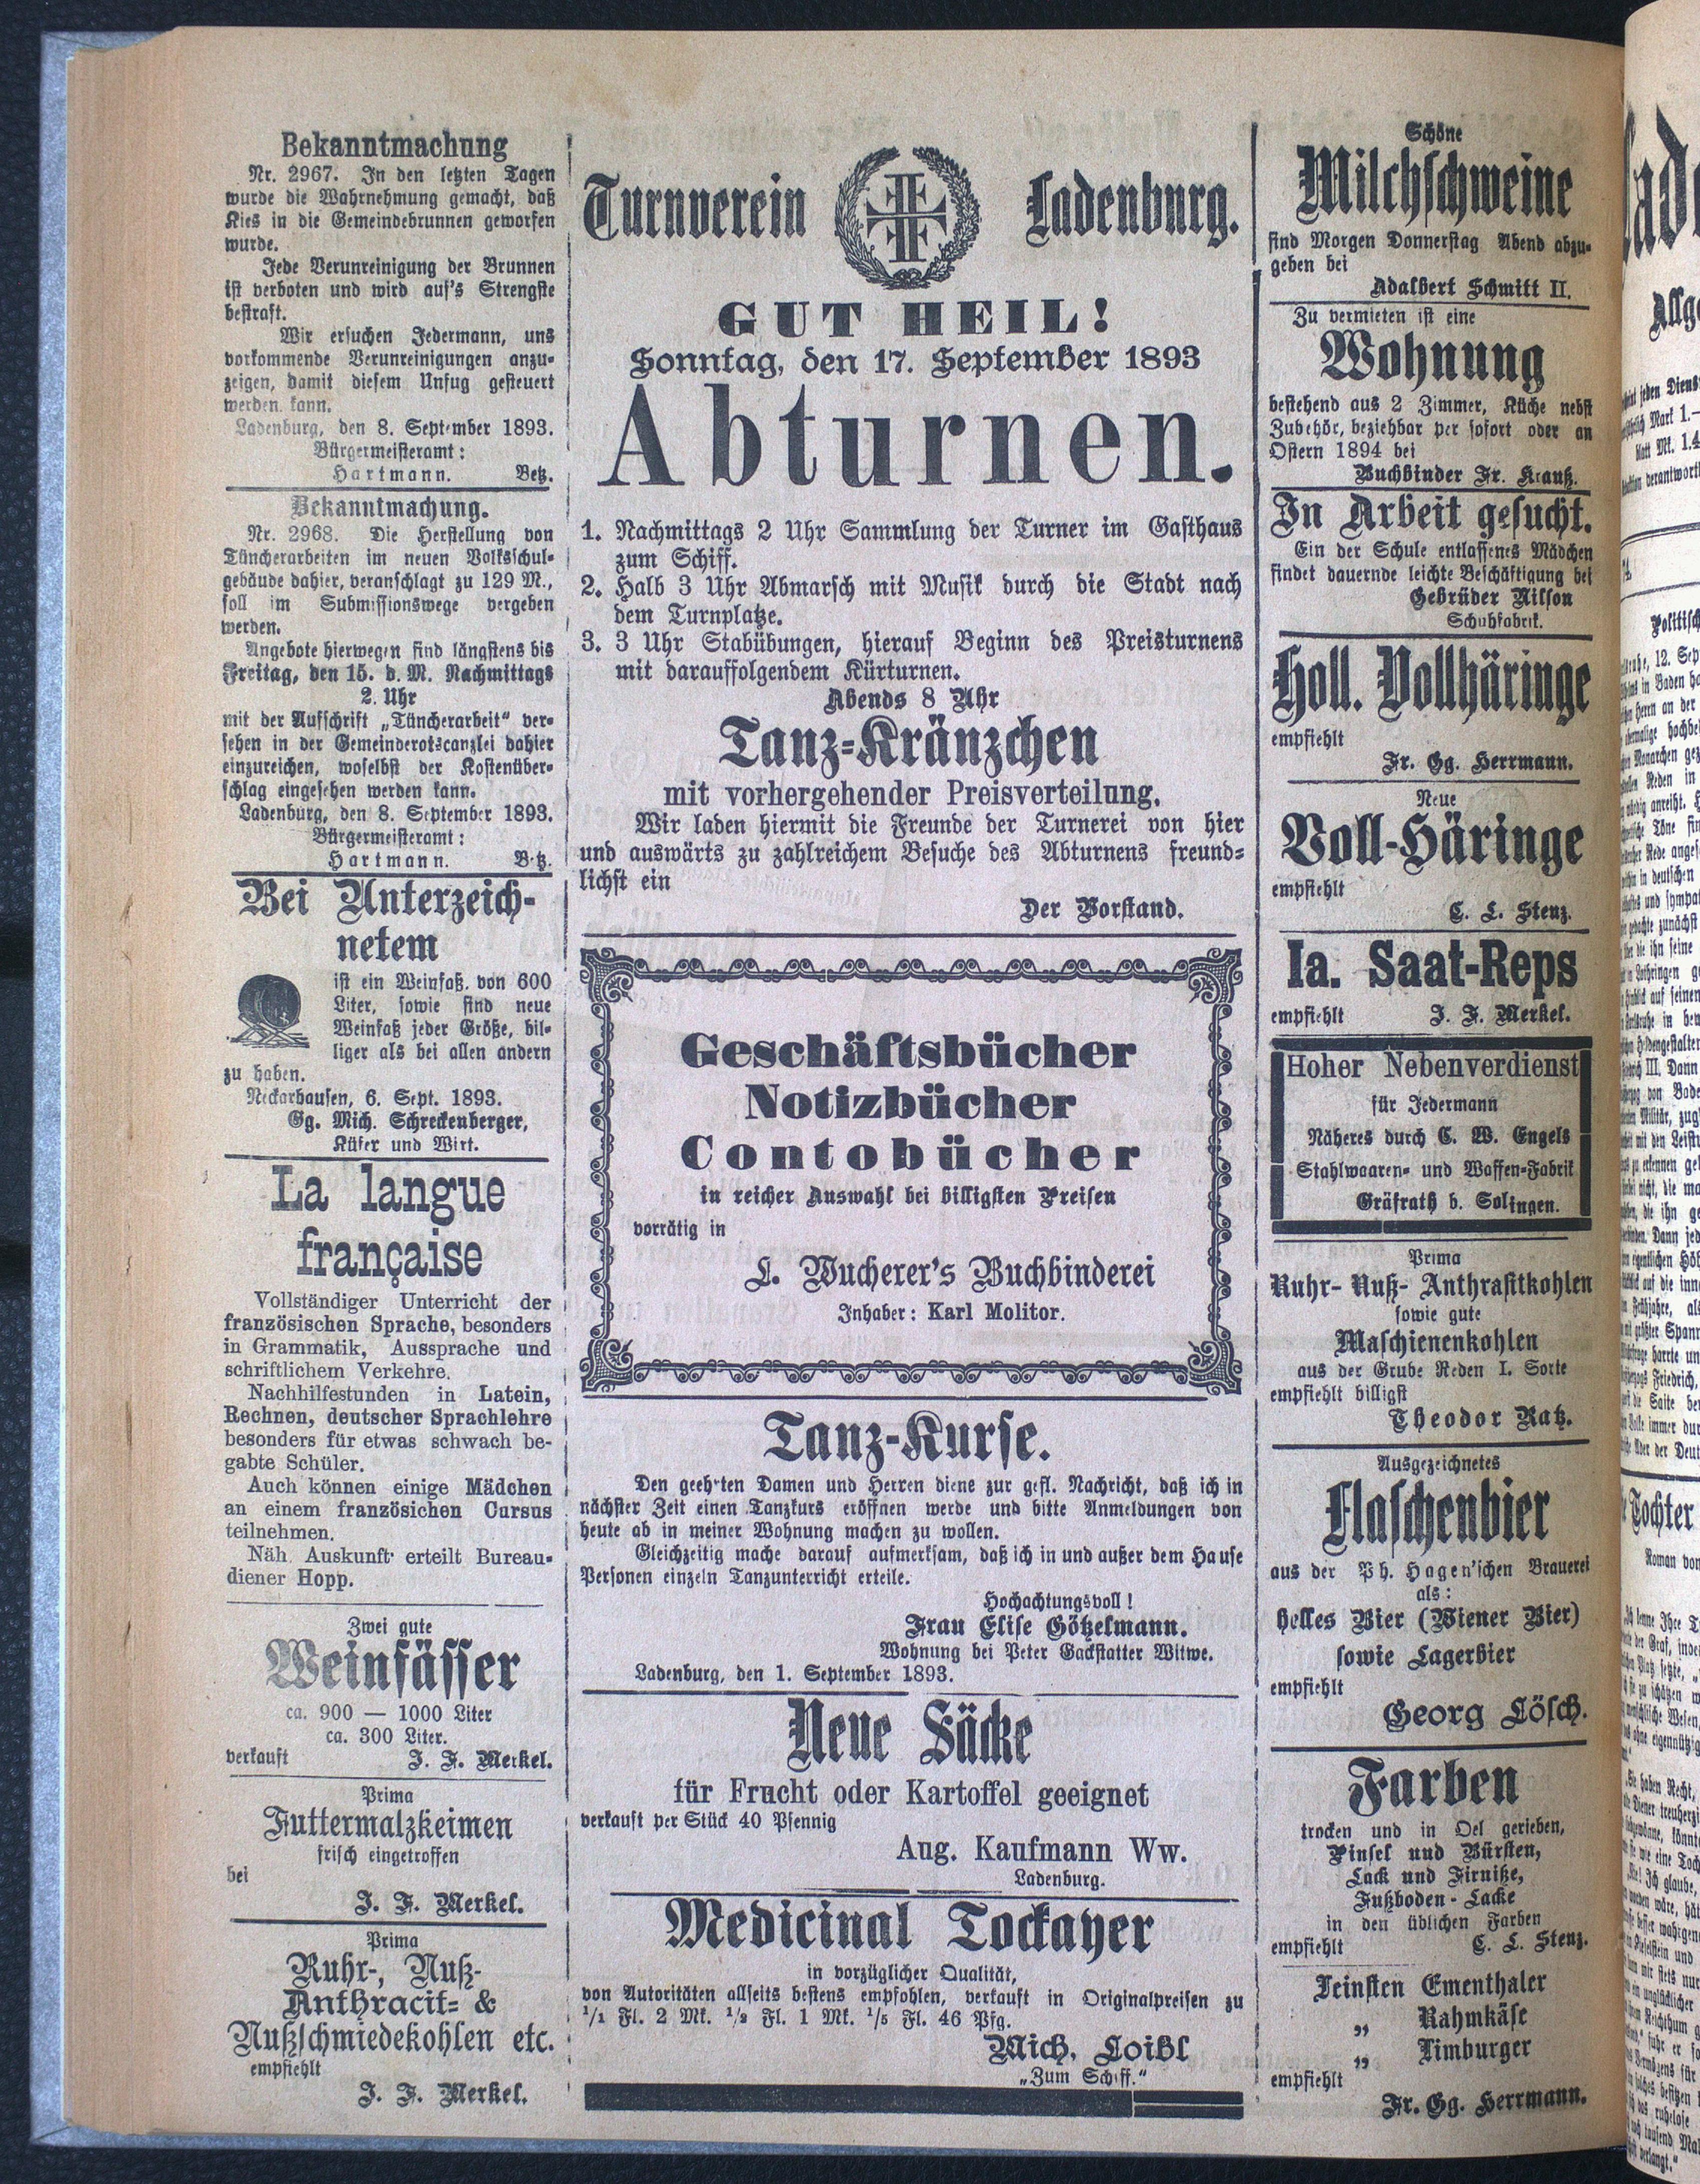 Bekanntmachung
Nr. 2967. In den letzten Tagen
wurde die Wahrnehmung gemacht, daß
Kies in die Gemeindebrunnen geworfen
wurde.
Jede Verunreinigung der Brunnen
ist verboten und wird auf's Strengste
bestraft.
Wir ersuchen Jedermann, uns
vorkommende Verunreinigungen anzu-
zeigen, damit diesem Unfug gesteuert
werden kann.
Ladenburg, den 8. September 1893.
Bürgermeisteramt:
Hartmann. Betz.
Bekanntmachung.
Nr. 2968. Die Herstellung von
Tüncherarbeiten im neuen Volksschul-
gebäude dahier, veranschlagt zu 129 M.,
soll im Submissionswege vergeben
werden.
Angebote hierwegen sind längstens bis
Freitag, den 15. d. M. Nachmittags
2. Uhr
mit der Aufschrift „Tüncherarbeit" ver-
sehen in der Gemeinderatscanzlei dahier
einzureichen, woselbst der Kostenüber-
schlag eingesehen werden kann.
Ladenburg, den 8. September 1893.
Bürgermeisteramt:
Hartmann. Betz.
Bei Unterzeich-
netem
ist ein Weinfaß von 600
Liter, sowie sind neue
Weinfaß jeder Größe, bil-
liger als bei allen andern
zu haben.
Neckarhausen, 6. Sept. 1893.
Gg. Mich. Schreckenberger,
Küfer und Wirt.
La langue
française
Vollständiger Unterricht der
französischen Sprache, besonders
in Grammatik, Aussprache und
schriftlichem Verkehre.
Nachhilfestunden in Latein,
Rechnen, deutscher Sprachlehre
besonders für etwas schwach be-
gabte Schüler.
Auch können einige Mädchen
an einem französichen Cursus
teilnehmen.
Näh. Auskunft erteilt Bureau-
diener Hopp.
Zwei gute
Weinfässer
ca. 900 — 1000 Liter
ca. 300 Liter.
verkauft J. F. Merkel.
Prima
Futtermalzkeimen
frisch eingetroffen
bei
J. F. Merkel.
Prima
Ruhr-, Nuß-
Anthracit- &
Nußschmiedekohlen etc.
empfiehlt
J. F. Merkel.
Turnverein Ladenburg.
GUT HEIL!
Sonntag, den 17. September 1893
Abturnen.
1. Nachmittags 2 Uhr Sammlung der Turner im Gasthaus
zum Schiff.
2. Halb 3 Uhr Abmarsch mit Musik durch die Stadt nach
dem Turnplatze.
3. 3 Uhr Stabübungen, hierauf Beginn des Preisturnens
mit darauffolgendem Kürturnen.
Abends 8 Uhr
Tanz-Kränzchen
mit vorhergehender Preisverteilung.
Wir laden hiermit die Freunde der Turnerei von hier
und auswärts zu zahlreichem Besuche des Abturnens freund-
lichst ein
Der Vorstand.
Geschäftsbücher
Notizbücher
Contobücher
in reicher Auswahl bei billigsten Preisen
vorrätig in
L. Wucherer's Buchbinderei
Inhaber: Karl Molitor.
Tanz-Kurse.
Den geehrten Damen und Herren diene zur gefl. Nachricht, daß ich in
nächster Zeit einen Tanzkurs eröffnen werde und bitte Anmeldungen von
heute ab in meiner Wohnung machen zu wollen.
Gleichzeitig mache darauf aufmerksam, daß ich in und außer dem Hause
Personen einzeln Tanzunterricht erteile.
Hochachtungsvoll!
Frau Elise Götzelmann.
Wohnung bei Peter Gackstatter Witwe.
Ladenburg, den 1. September 1893.
Neue Säcke
für Frucht oder Kartoffel geeignet
verkauft per Stück 40 Pfennig
Aug. Kaufmann Ww.
Ladenburg.
Medicinal Tockayer
in vorzüglicher Qualität,
von Autoritäten allseits bestens empfohlen, verkauft in Originalpreisen zu
1/1 Fl. 2 Mk. 1/2 Fl. 1 Mk. 1/5 Fl. 46 Pfg.
Mich. Loibl
„Zum Schiff."
Schöne
Milchschweine
sind Morgen Donnerstag Abend abzu-
geben bei
Adalbert Schmitt II.
Zu vermieten ist eine
Wohnung
bestehend aus 2 Zimmer, Küche nebst
Zubehör, beziehbar per sofort oder an
Ostern 1894 bei
Buchbinder Fr. Krauß.
In Arbeit gesucht.
Ein der Schule entlassenes Mädchen
findet dauernde leichte Beschäftigung bei
Gebrüder Nilson
Schuhfabrik.
Holl. Vollhäringe
empfiehlt
Fr. Gg. Herrmann.
Neue
Voll-Häringe
empfiehlt
C. L. Stenz.
Ia. Saat-Reps
empfiehlt J. F. Merkel.
Hoher Nebenverdienst
für Jedermann
Näheres durch C. W. Engels
Stahlwaaren- und Waffen-Fabrik
Gräfrath b. Solingen.
Prima
Ruhr- Nuß- Anthrasitkohlen
sowie gute
Maschienenkohlen
aus der Grube Reden I. Sorte
empfiehlt billigst
Theodor Katz.
Ausgezeichnetes
Flaschenbier
aus der Ph. Hagen'schen Brauerei
als:
helles Bier (Wiener Bier)
sowie Lagerbier
empfiehlt
Georg Lösch.
Farben
trocken und in Oel gerieben,
Pinsel und Bürsten,
Lack und Firnitze,
Fußboden-Lacke
in den üblichen Farben
empfiehlt C. L. Stenz.
Feinsten Ementhaler
„ Rahmkäse
„ Limburger
empfiehlt
Fr. Gg. Herrmann.